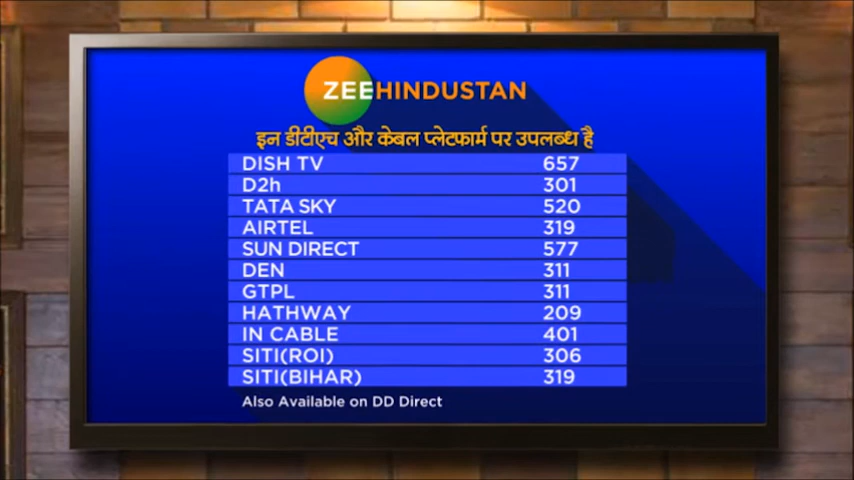 ZEEHINDUSTAN
इन डीटीएच और केबल प्लेटफार्म पर उपलब्ध है
DISH TV 657
D2h 301
TATA SKY 520
AIRTEL 319
SUN DIRECT 577
DEN 311
GTPL 311
HATHWAY 209
IN CABLE 401
SITI(ROI) 306
SITI(BIHAR) 319
Also Available on DD Direct